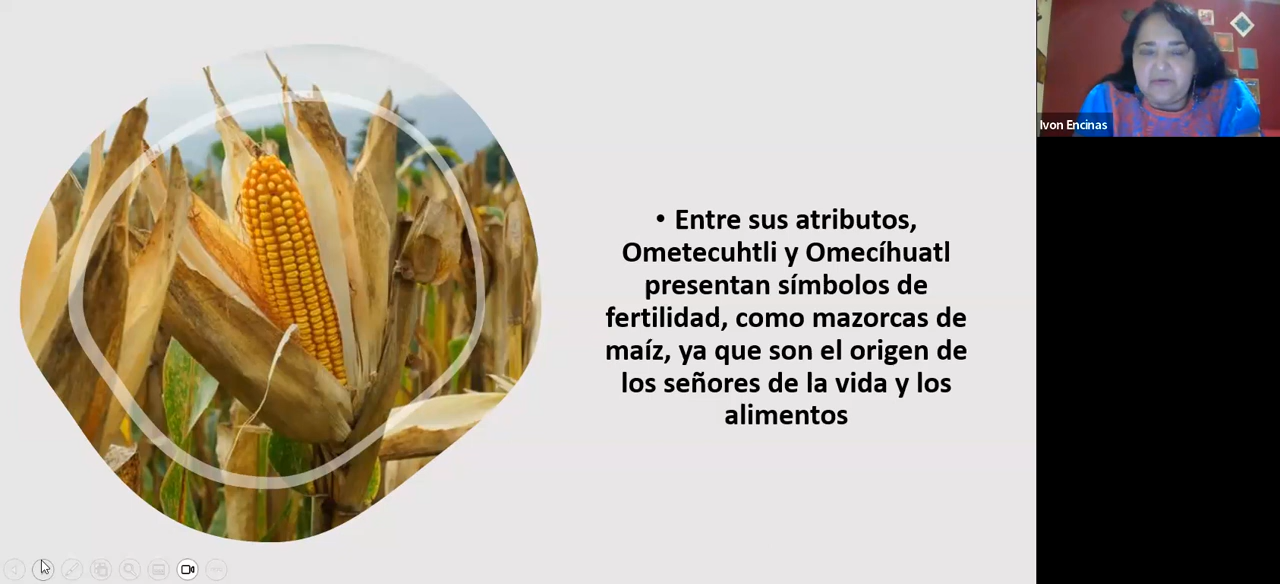 • Entre sus atributos,
Ometecuhtli y Omecíhuatl
presentan símbolos de
fertilidad, como mazorcas de
maíz, ya que son el origen de
los señores de la vida y los
alimentos
Ivon Encinas